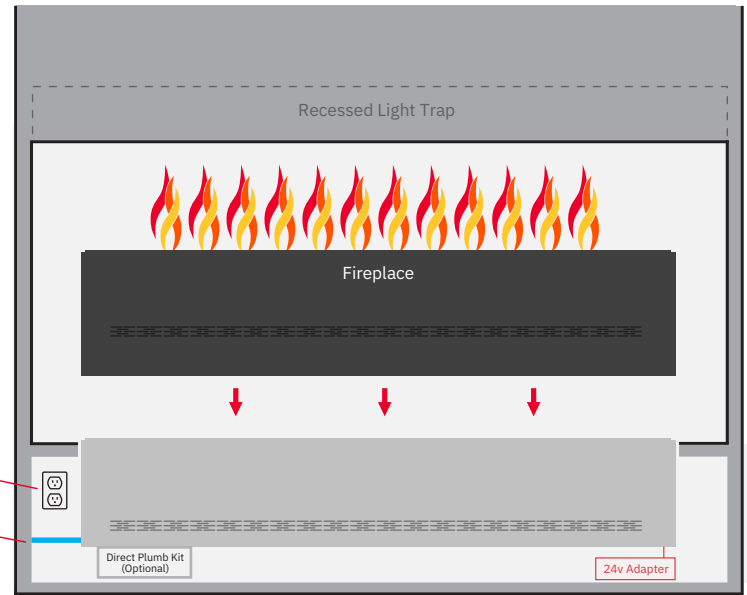 Recessed Light Trap
Fireplace
Direct Plumb Kit
(Optional)
24v Adapter